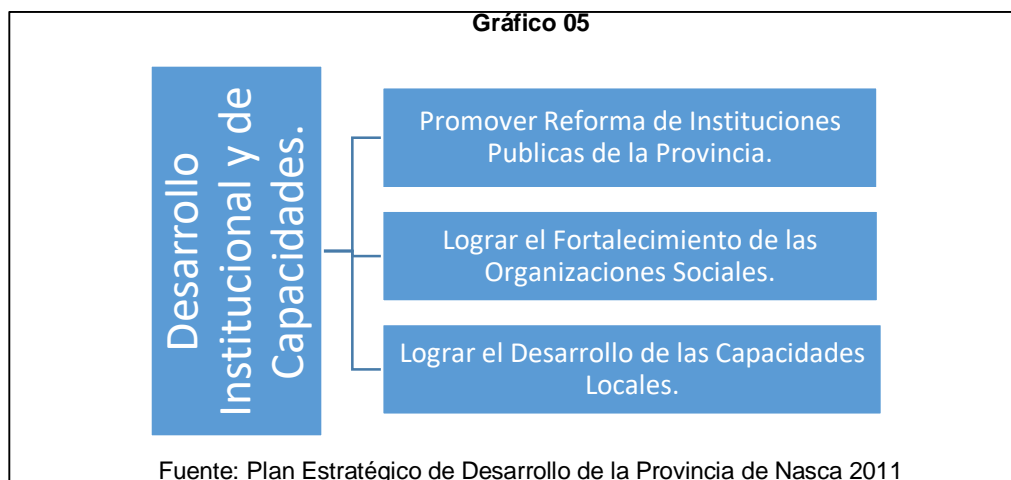 Gráfico 05
Desarrollo
Institucional y de
Capacidades.
Promover Reforma de Instituciones
Publicas de la Provincia.
Lograr el Fortalecimiento de las
Organizaciones Sociales.
Lograr el Desarrollo de las Capacidades
Locales.
Fuente: Plan Estratégico de Desarrollo de la Provincia de Nasca 2011